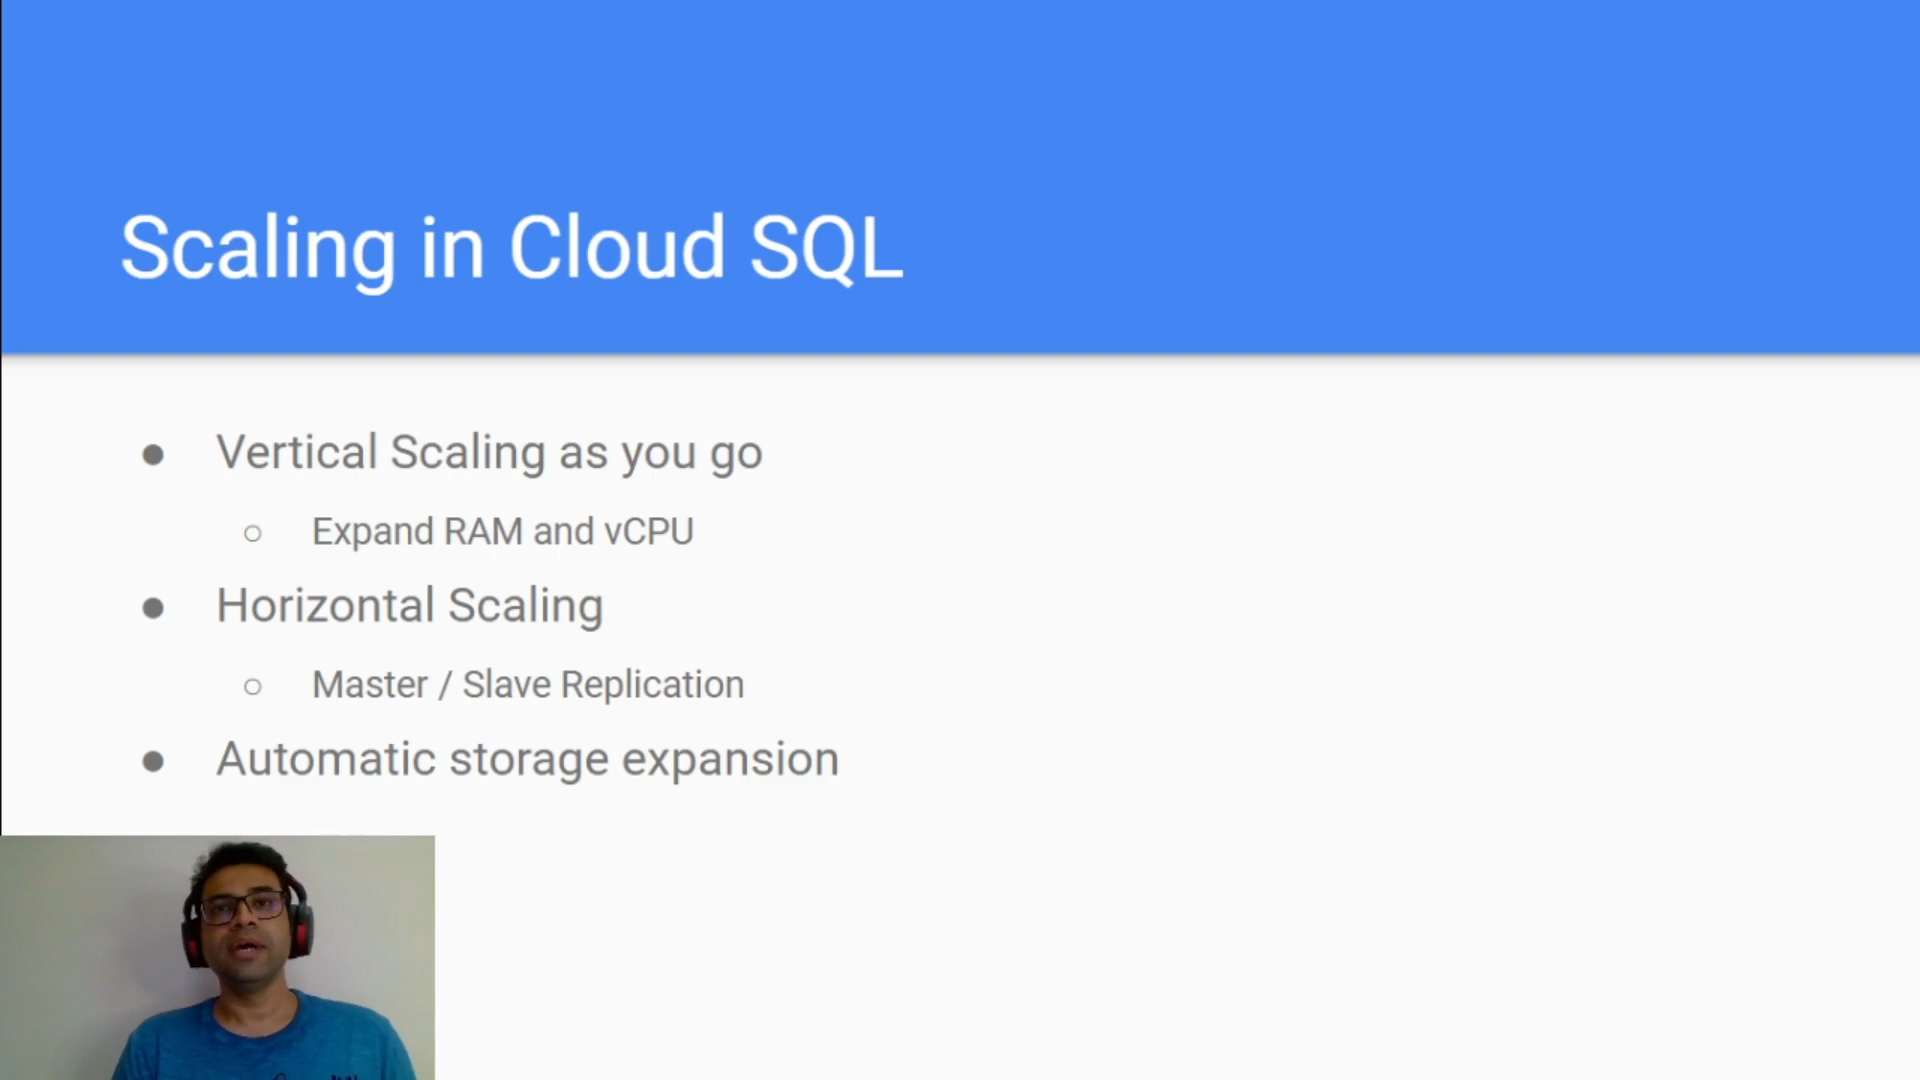 Scaling in Cloud SQL
● Vertical Scaling as you go
○ Expand RAM and vCPU
● Horizontal Scaling
○ Master / Slave Replication
● Automatic storage expansion